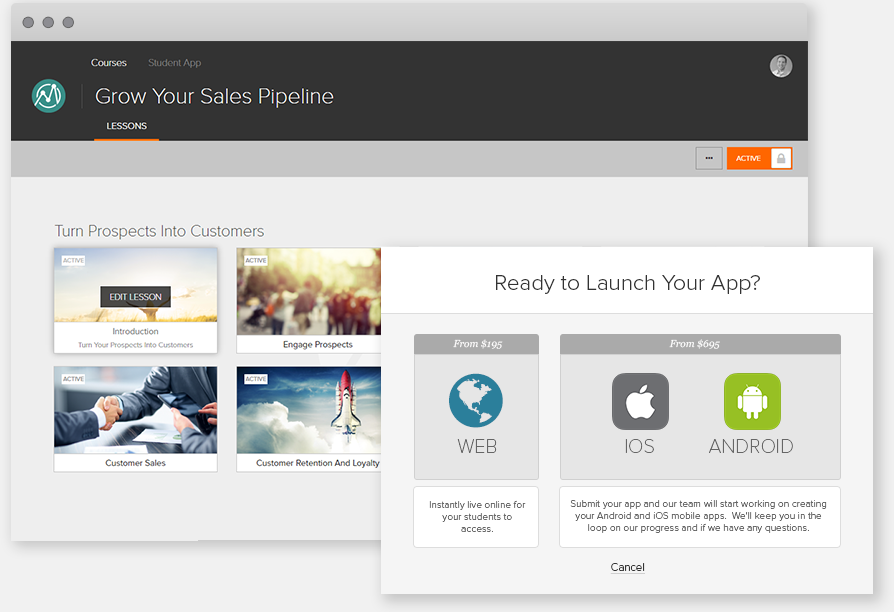 Courses
Student App
Grow Your Sales Pipeline
LESSONS
...
ACTIVE
Turn Prospects Into Customers
ACTIVE
EDIT LESSON
Introduction
Turn Your Prospects Into Customers
ACTIVE
Engage Prospects
ACTIVE
Customer Sales
ACTIVE
Customer Retention And Loyalty
Ready to Launch Your App?
From $195
WEB
Instantly live online for
your students to
access.
From $695
IOS
ANDROID
Submit your app and our team will start working on creating
your Android and iOS mobile apps. We'll keep you in the
loop on our progress and if we have any questions.
Cancel